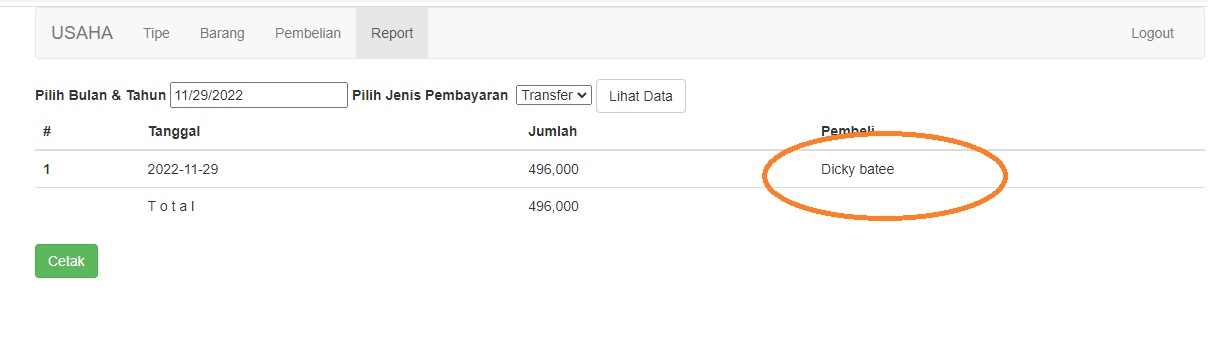 USAHA Tipe Barang Pembelian Report Logout
Pilih Bulan & Tahun 11/29/2022 Pilih Jenis Pembayaran Transfer Lihat Data
# Tanggal Jumlah Pembeli
1 2022-11-29 496,000 Dicky batee
T o t a l 496,000
Cetak